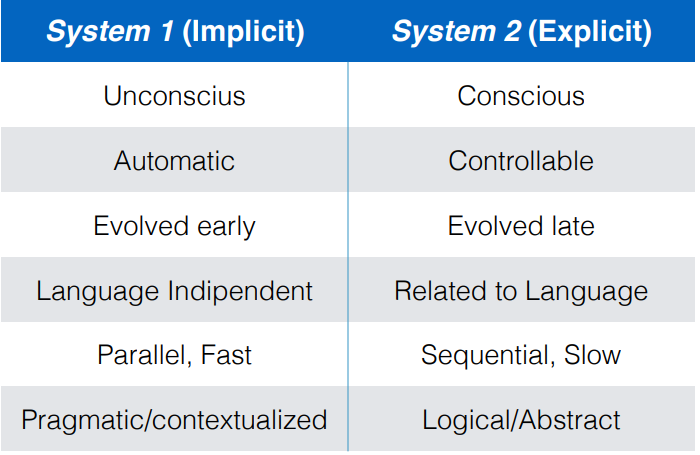 System 1 (Implicit) System 2 (Explicit)
Unconscius Conscious
Automatic Controllable
Evolved early Evolved late
Language Indipendent Related to Language
Parallel, Fast Sequential, Slow
Pragmatic/contextualized Logical/Abstract